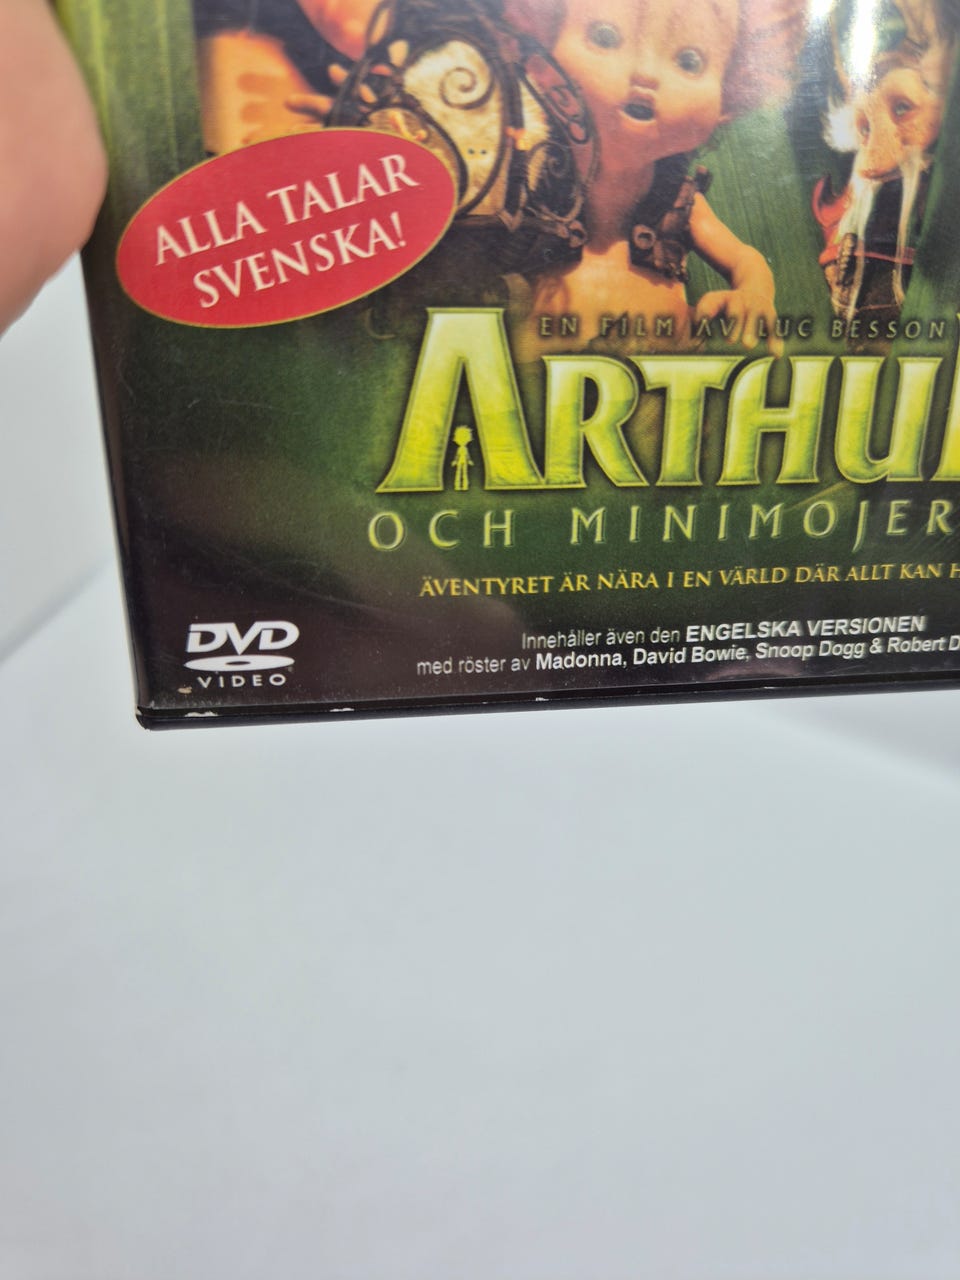 ALLA TALAR
SVENSKA!
EN FILM AV LUC BESSON
ARTHU
OCH MINIMOJER
ÄVENTYRET ÄR NÄRA I EN VÄRLD DÄR ALLT KAN
Innehåller även den ENGELSKA VERSIONEN
med röster av Madonna, David Bowie, Snoop Dogg & Robert D
DVD
VIDEO